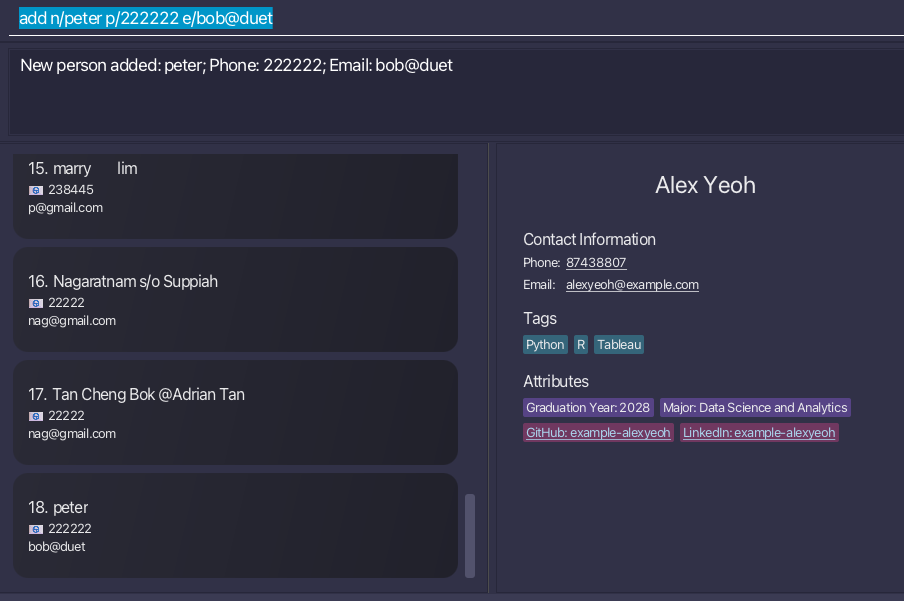 add n/peter p/222222 e/bob@duet
New person added: peter; Phone: 222222; Email: bob@duet
15. marry lim
238445
p@gmail.com
16. Nagaratnam s/o Suppiah
22222
nag@gmail.com
17. Tan Cheng Bok @Adrian Tan
22222
nag@gmail.com
18. peter
222222
bob@duet
Alex Yeoh
Contact Information
Phone: 87438807
Email: alexyeoh@example.com
Tags
Python R Tableau
Attributes
Graduation Year: 2028 Major: Data Science and Analytics
GitHub: example-alexyeoh LinkedIn: example-alexyeoh